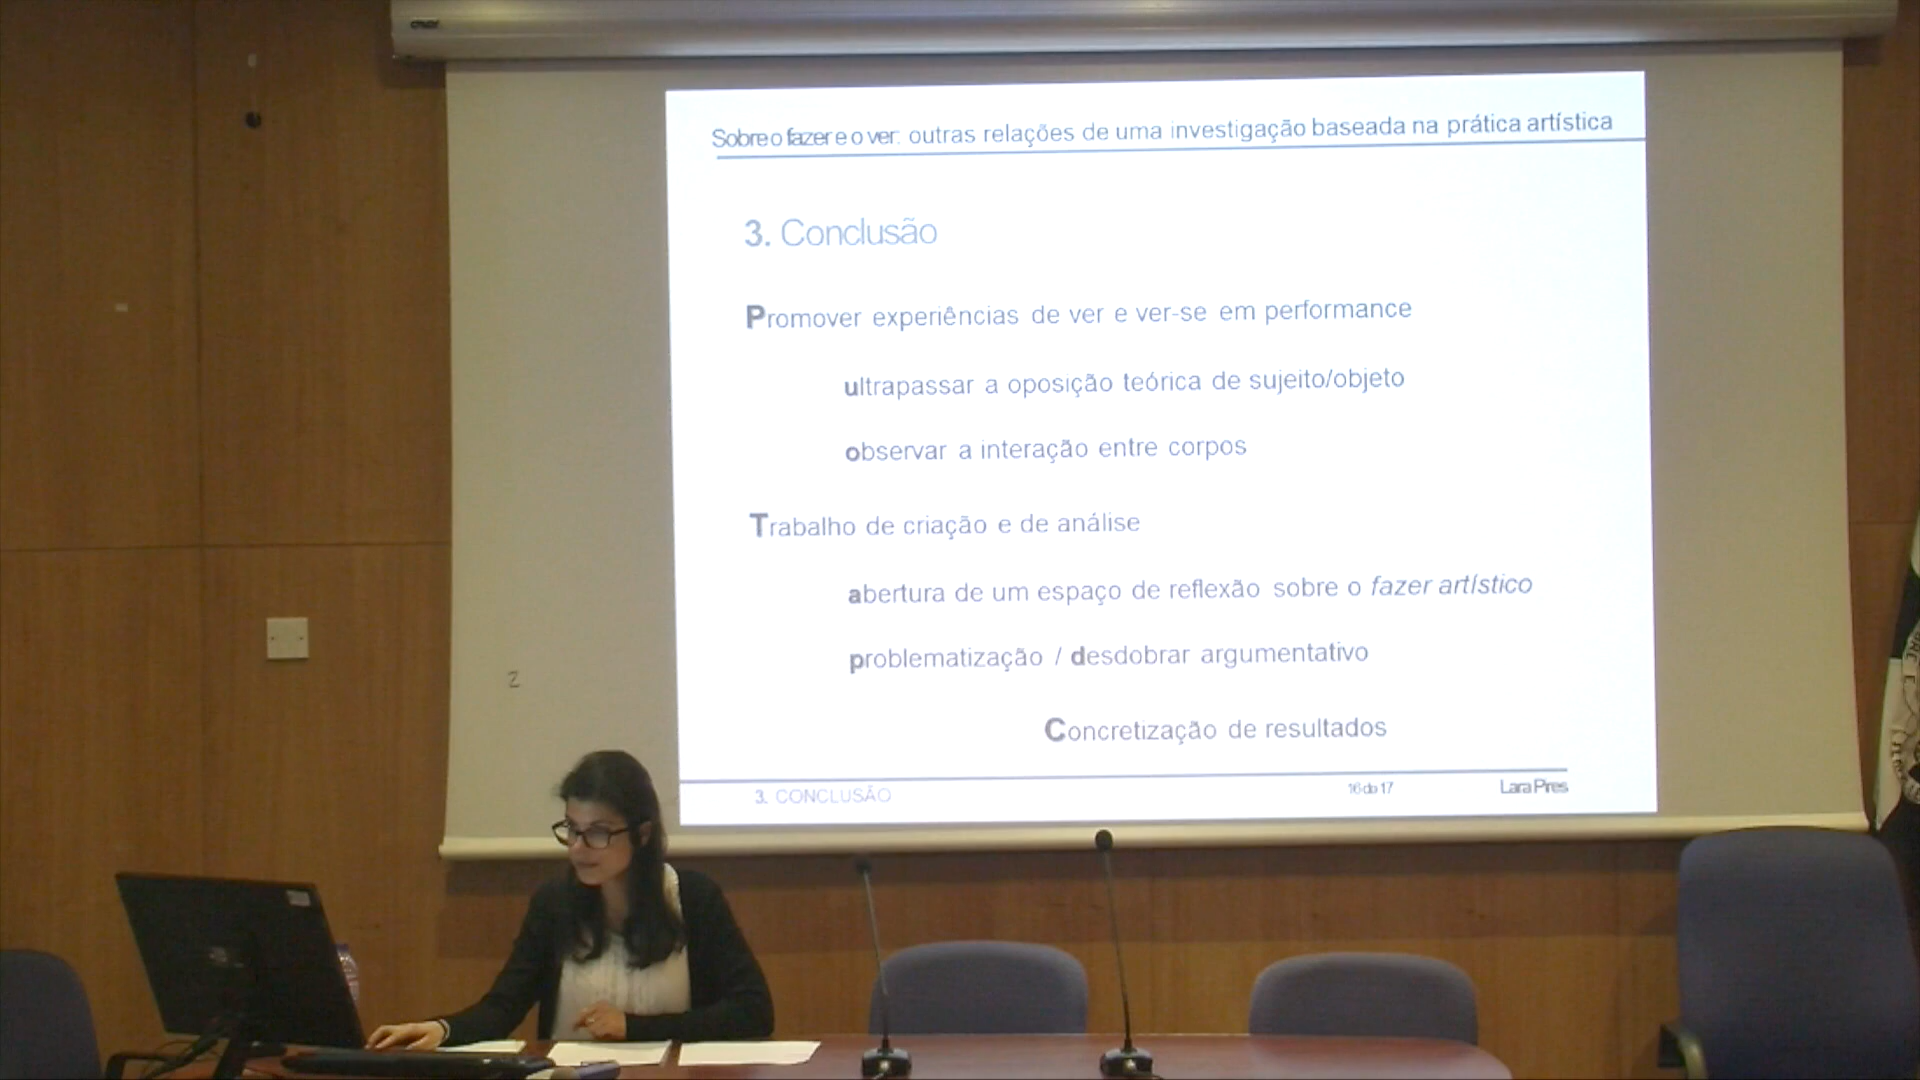 Sobre o fazer e o ver: outras relações de uma investigação baseada na prática artística
3. Conclusão
Promover experiências de ver e ver-se em performance
ultrapassar a oposição teórica de sujeito/objeto
observar a interação entre corpos
Trabalho de criação e de análise
abertura de um espaço de reflexão sobre o fazer artístico
problematização / desdobrar argumentativo
Concretização de resultados
3. CONCLUSÃO
16 do 17
Lara Pires
2